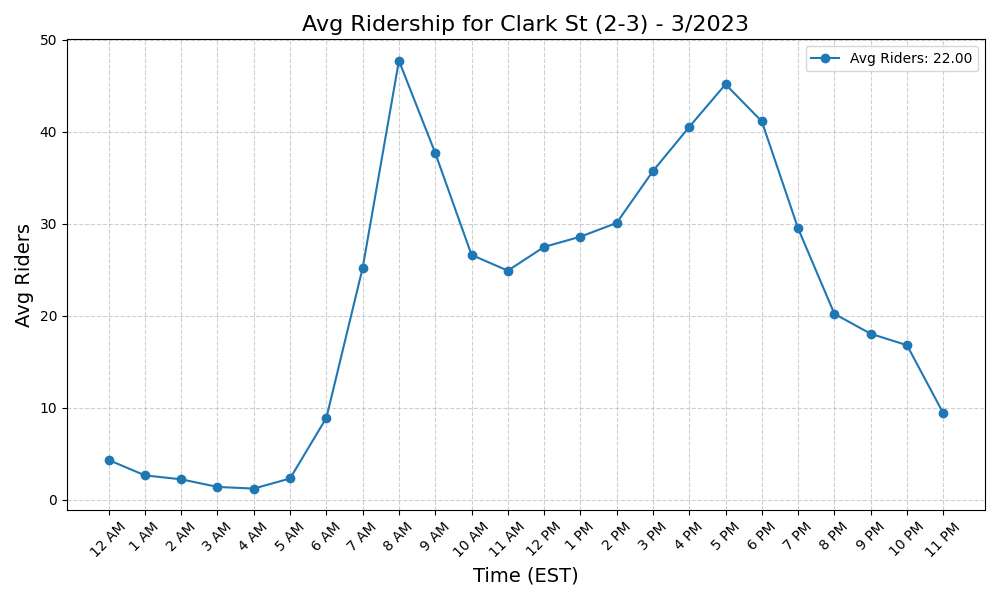 Avg Ridership for Clark St (2-3) - 3/2023
Avg Riders: 22.00
Avg Riders
50
40
30
20
10
0
12 AM
1 AM
2 AM
3 AM
4 AM
5 AM
6 AM
7 AM
8 AM
9 AM
10 AM
11 AM
12 PM
1 PM
2 PM
3 PM
4 PM
5 PM
6 PM
7 PM
8 PM
9 PM
10 PM
11 PM
Time (EST)